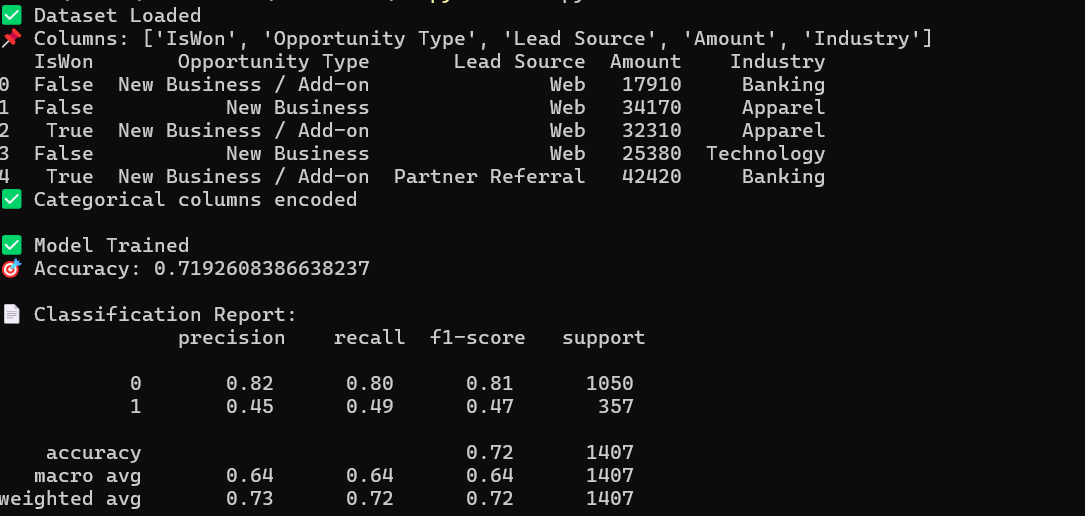 ✅ Dataset Loaded
📌 Columns: ['IsWon', 'Opportunity Type', 'Lead Source', 'Amount', 'Industry']
   IsWon        Opportunity Type       Lead Source  Amount    Industry
0  False  New Business / Add-on               Web   17910     Banking
1  False           New Business               Web   34170     Apparel
2   True  New Business / Add-on               Web   32310     Apparel
3  False           New Business               Web   25380  Technology
4   True  New Business / Add-on  Partner Referral   42420     Banking
✅ Categorical columns encoded
✅ Model Trained
🎯 Accuracy: 0.7192608386638237
📄 Classification Report:
               precision    recall  f1-score   support
           0       0.82      0.80      0.81      1050
           1       0.45      0.49      0.47       357
    accuracy                           0.72      1407
   macro avg       0.64      0.64      0.64      1407
weighted avg       0.73      0.72      0.72      1407